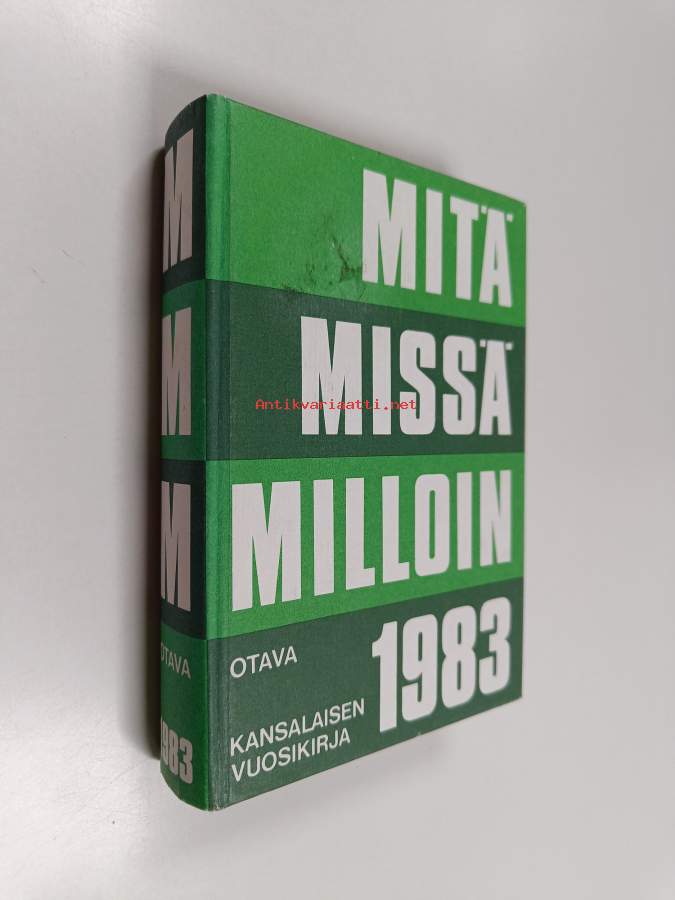 M
M
M
OTAVA
1983
MITÄ
MISSÄ
MILLOIN
1983
OTAVA
KANSALAISEN
VUOSIKIRJA
Antikvariaatti.net